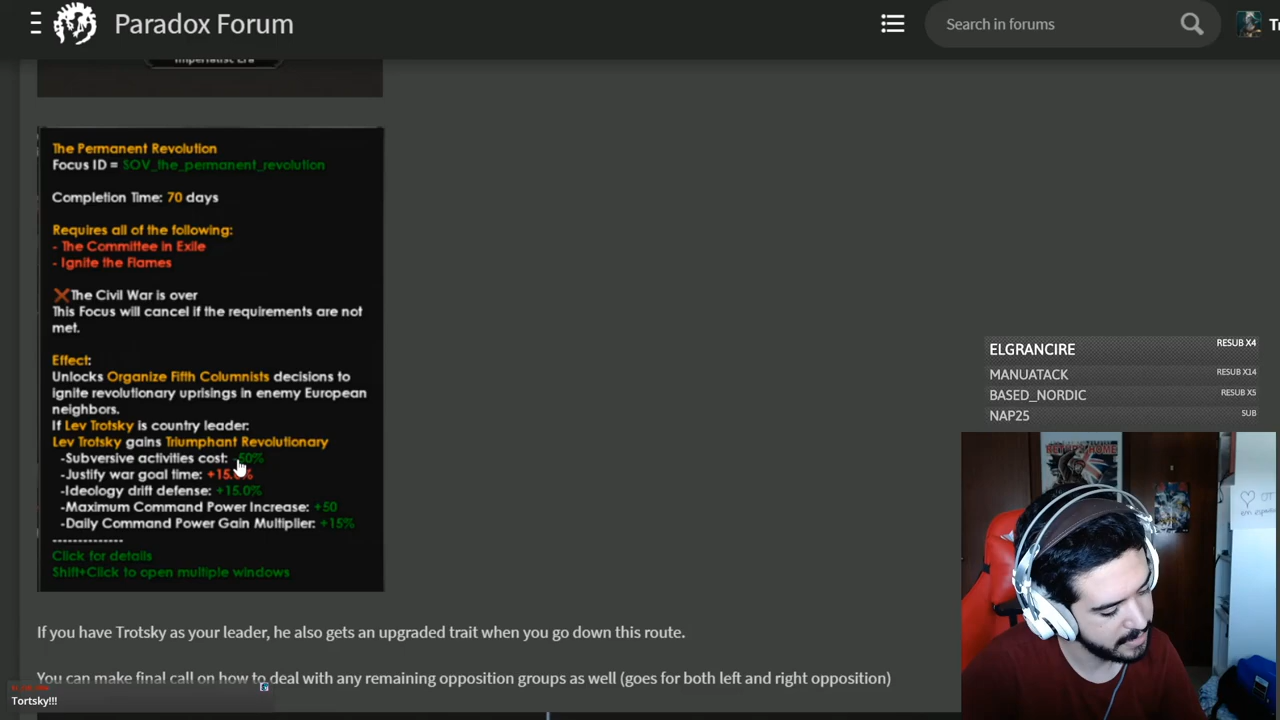 Paradox Forum
Search in forums
Imperialist Era
The Permanent Revolution
Focus ID = SOV_the_permanent_revolution
Completion Time: 70 days
Requires all of the following:
- The Committee in Exile
- Ignite the Flames
The Civil War is over
This Focus will cancel if the requirements are not
met.
Effect:
Unlocks Organize Fifth Columnists decisions to
ignite revolutionary uprisings in enemy European
neighbors.
If Lev Trotsky is country leader:
Lev Trotsky gains Triumphant Revolutionary
-Subversive activities cost: -50%
-Justify war goal time: +15.0%
-Ideology drift defense: +15.0%
-Maximum Command Power Increase: +50
-Daily Command Power Gain Multiplier: +15%
--------------
Click for details
Shift+Click to open multiple windows
If you have Trotsky as your leader, he also gets an upgraded trait when you go down this route.
You can make final call on how to deal with any remaining opposition groups as well (goes for both left and right opposition)
Tortsky!!!
ELGRANCIRE RESUB X4
MANUATACK RESUB X14
BASED_NORDIC RESUB X5
NAP25 SUB